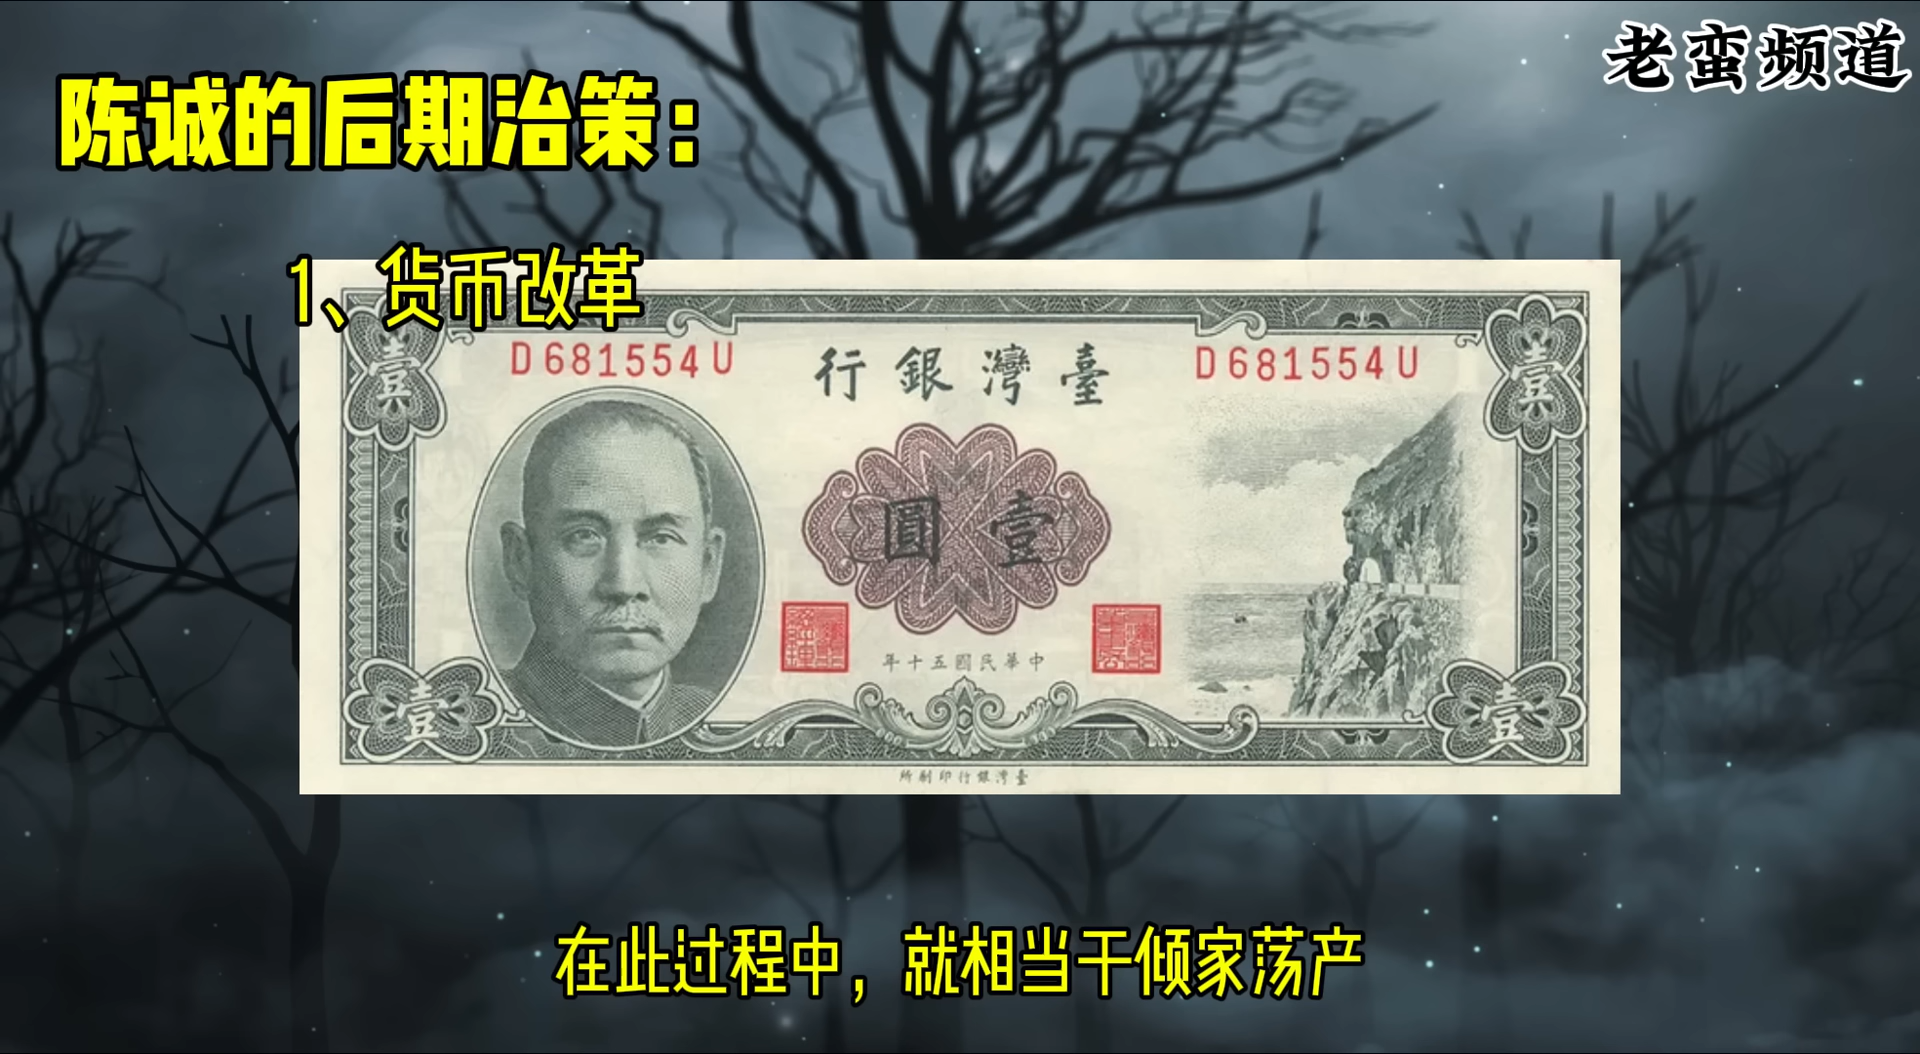 老蛮频道
陈诚的后期治策：
1、货币改革
D681554U
行銀灣臺
D681554U
壹
壹
圓壹
年十五國民華中
壹
壹
所刷印行銀灣臺
在此过程中，就相当于倾家荡产